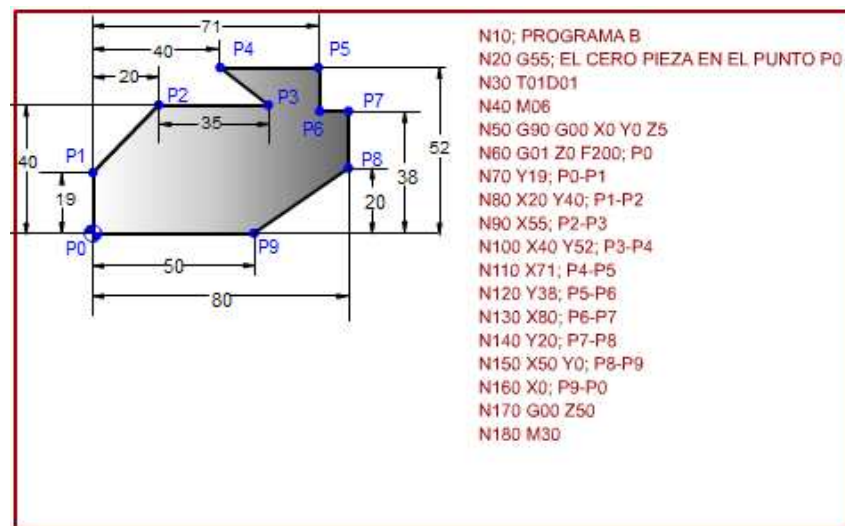 71
40
P4
P5
20
P2
P3
P7
35
P6
P1
P8
40
52
38
19
20
P0
P9
50
80
N10; PROGRAMA B
N20 G55; EL CERO PIEZA EN EL PUNTO P0
N30 T01D01
N40 M06
N50 G90 G00 X0 Y0 Z5
N60 G01 Z0 F200; P0
N70 Y19; P0-P1
N80 X20 Y40; P1-P2
N90 X55; P2-P3
N100 X40 Y52; P3-P4
N110 X71; P4-P5
N120 Y38; P5-P6
N130 X80; P6-P7
N140 Y20; P7-P8
N150 X50 Y0; P8-P9
N160 X0; P9-P0
N170 G00 Z50
N180 M30